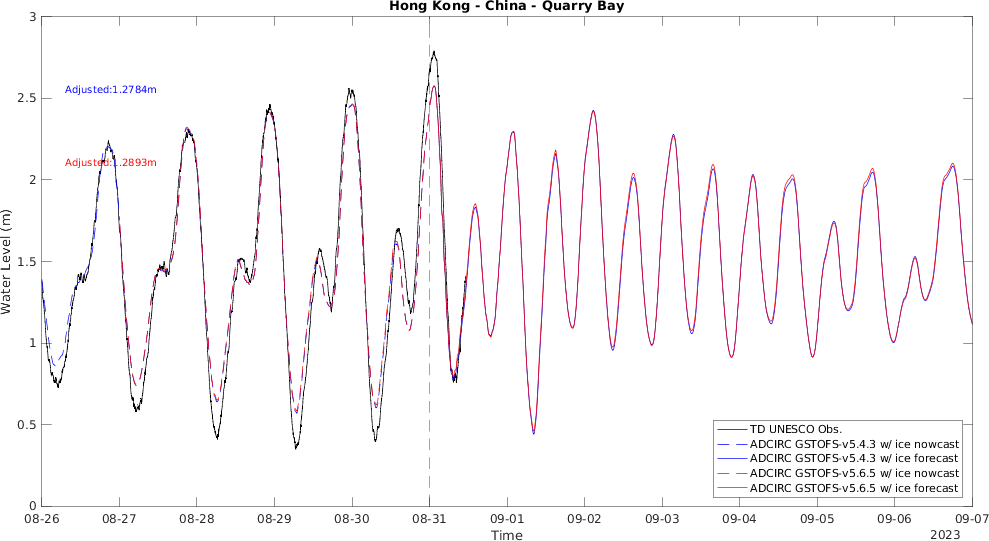 Hong Kong - China - Quarry Bay
3
2.5
2
1.5
1
0.5
0
Water Level (m)
Adjusted:1.2784m
Adjusted:1.2893m
TD UNESCO Obs.
ADCIRC GSTOFS-v5.4.3 w/ ice nowcast
ADCIRC GSTOFS-v5.4.3 w/ ice forecast
ADCIRC GSTOFS-v5.6.5 w/ ice nowcast
ADCIRC GSTOFS-v5.6.5 w/ ice forecast
08-26 08-27 08-28 08-29 08-30 08-31 09-01 09-02 09-03 09-04 09-05 09-06 09-07
Time
2023